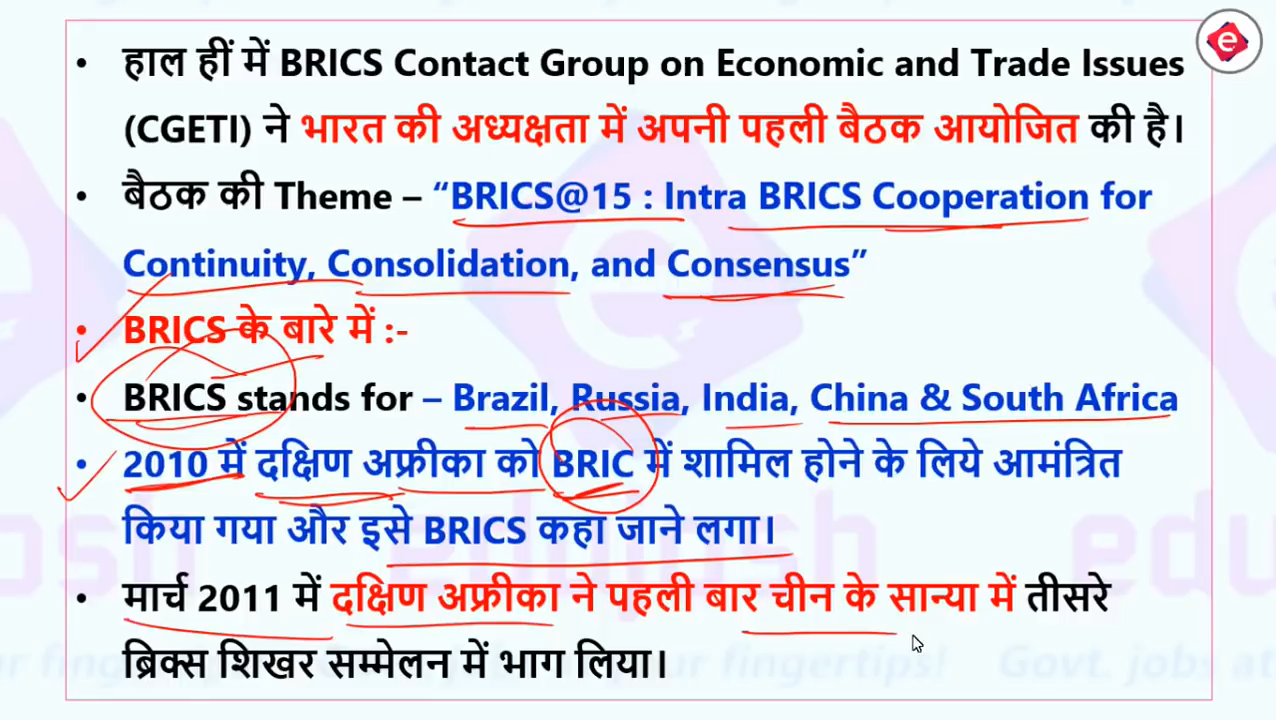 • हाल हीं में BRICS Contact Group on Economic and Trade Issues
(CGETI) ने भारत की अध्यक्षता में अपनी पहली बैठक आयोजित की है।
• बैठक की Theme – “BRICS@15 : Intra BRICS Cooperation for
Continuity, Consolidation, and Consensus”
• BRICS के बारे में :-
• BRICS stands for – Brazil, Russia, India, China & South Africa
• 2010 में दक्षिण अफ्रीका को BRIC में शामिल होने के लिये आमंत्रित
किया गया और इसे BRICS कहा जाने लगा।
• मार्च 2011 में दक्षिण अफ्रीका ने पहली बार चीन के सान्या में तीसरे
ब्रिक्स शिखर सम्मेलन में भाग लिया।